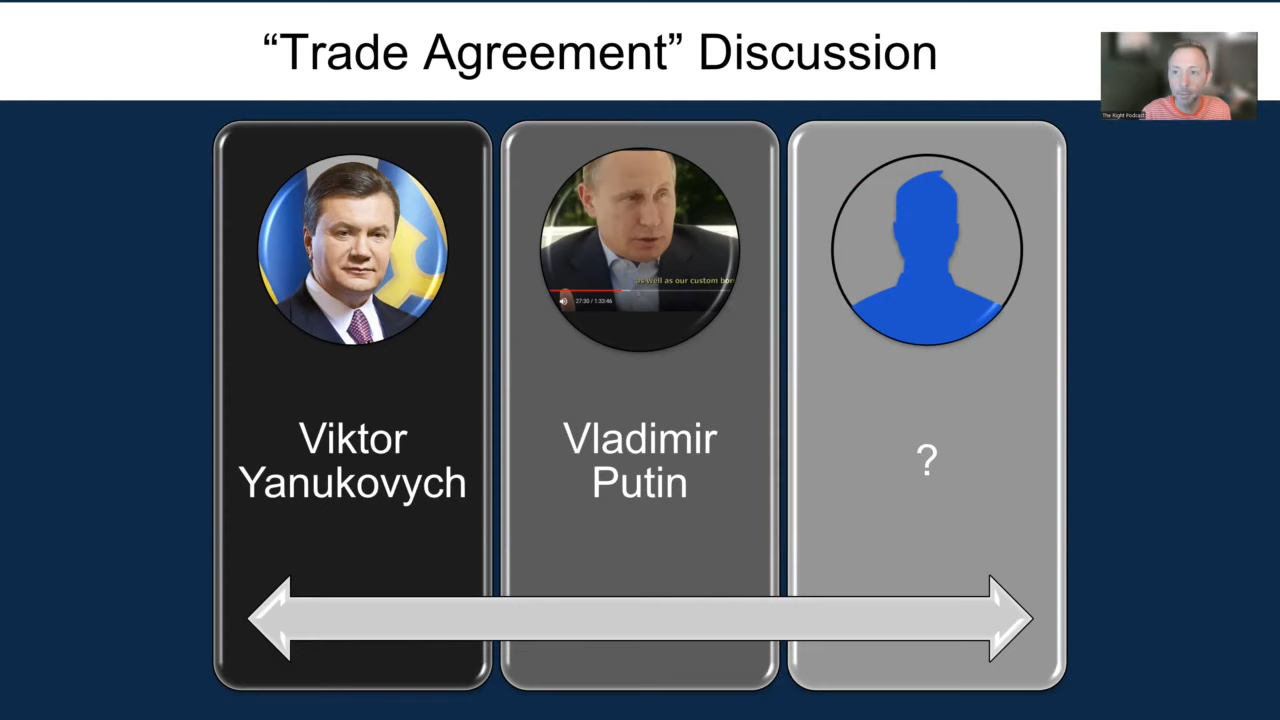 “Trade Agreement” Discussion
The Right Podcast
as well as our custom bor
27:30 / 1:33:46
Viktor
Yanukovych
Vladimir
Putin
?